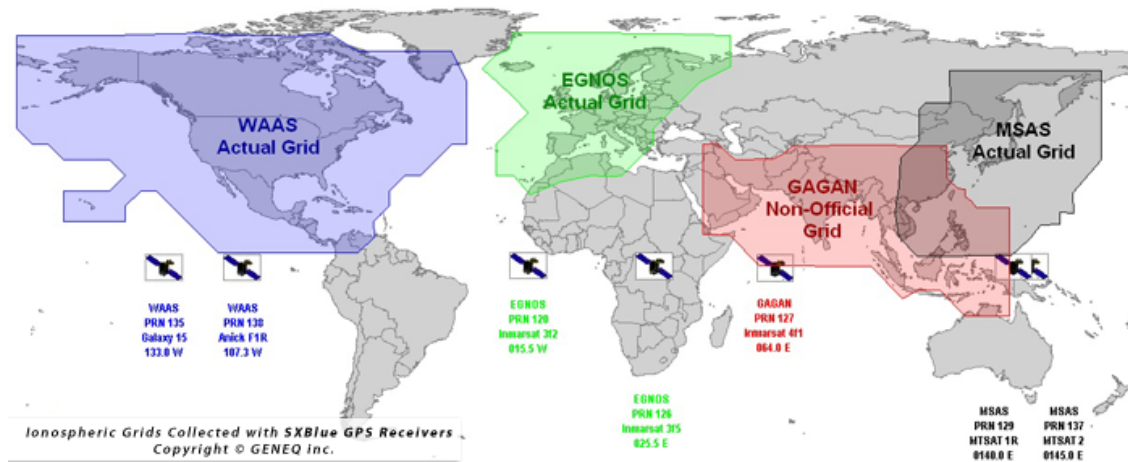 WAAS
Actual Grid
EGNOS
Actual Grid
MSAS
Actual Grid
GAGAN
Non-Official
Grid
WAAS
PRN 135
Galaxy 15
133.0 W
WAAS
PRN 138
Anick F1R
107.3 W
EGNOS
PRN 120
Inmarsat 3f2
015.5 W
GAGAN
PRN 127
Inmarsat 4f1
064.0 E
EGNOS
PRN 126
Inmarsat 3f5
025.5 E
MSAS
PRN 129
MTSAT 1R
0140.0 E
MSAS
PRN 137
MTSAT 2
0145.0 E
Ionospheric Grids Collected with SXBlue GPS Receivers
Copyright © GENEQ inc.